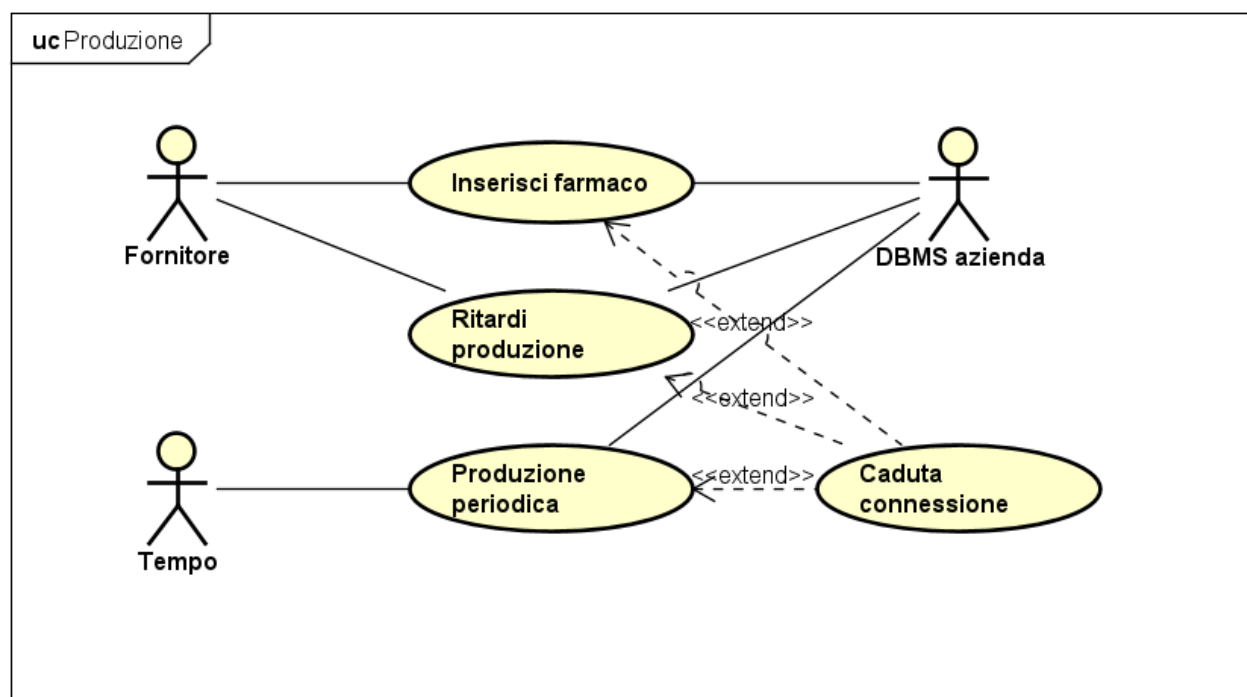 uc Produzione
Inserisci farmaco
Fornitore
DBMS azienda
Ritardi
produzione
<<extend>>
<<extend>>
Produzione
periodica
<<extend>>
Caduta
connessione
Tempo